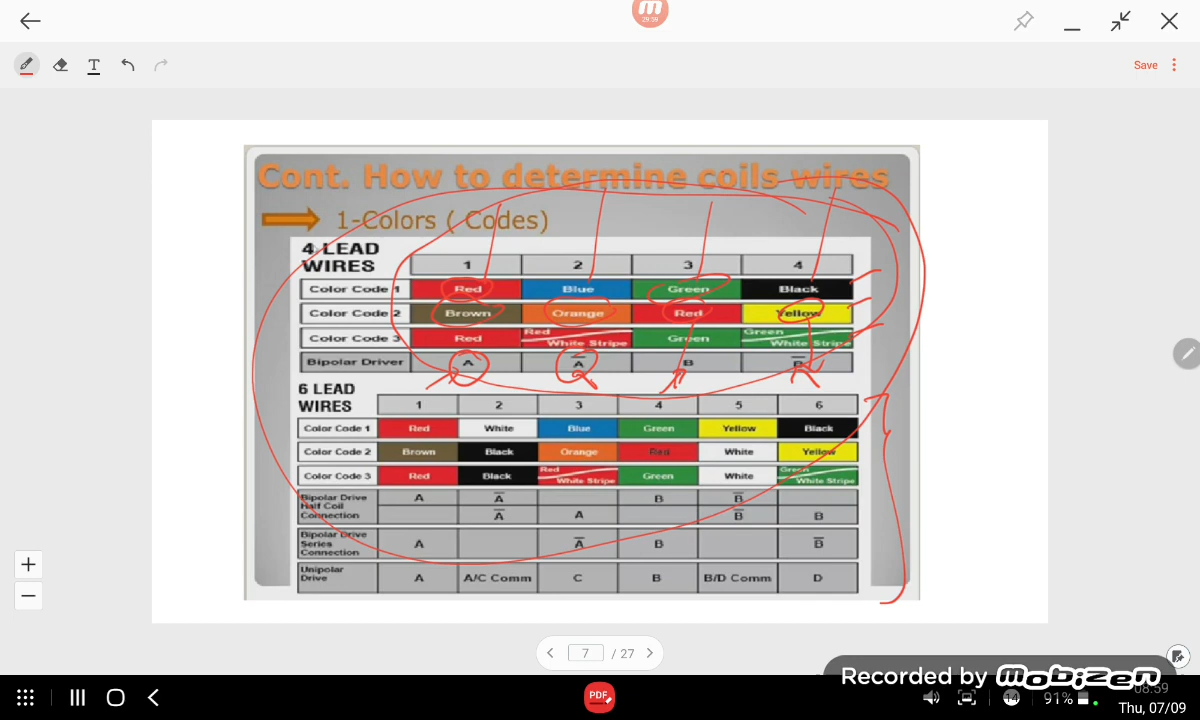 29:59
T
Save
Cont. How to determine coils wires
1-Colors ( Codes)
4 LEAD
WIRES 1 2 3 4
Color Code 1 Red Blue Green Black
Color Code 2 Brown Orange Red Yellow
Color Code 3 Red Red White Stripe Green Green White Stripe
Bipolar Driver A A̅ B B̅
6 LEAD
WIRES 1 2 3 4 5 6
Color Code 1 Red White Blue Green Yellow Black
Color Code 2 Brown Black Orange Red White Yellow
Color Code 3 Red Black Red White Stripe Green White Green White Stripe
Bipolar Drive A A̅ B B̅
Half Coil
Connection A̅ A B̅ B
Bipolar Drive
Series A A̅ B B̅
Connection
Unipolar
Drive A A/C Comm C B B/D Comm D
7 / 27
Recorded by MOBIZEN
PDF
14
91%
08:59
Thu, 07/09